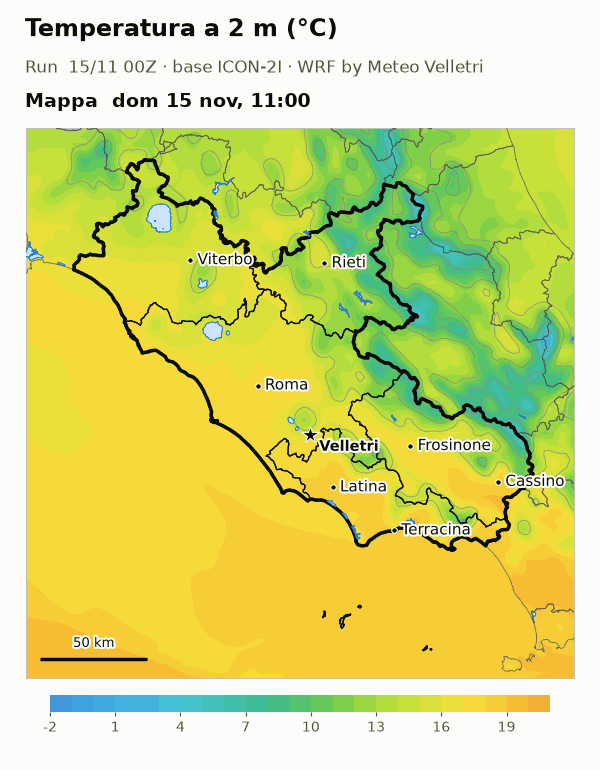 Temperatura a 2 m (°C)
Run  15/11 00Z · base ICON-2I · WRF by Meteo Velletri
Mappa  dom 15 nov, 11:00
Viterbo
Rieti
Roma
Velletri
Frosinone
Cassino
Latina
Terracina
50 km
-2 1 4 7 10 13 16 19